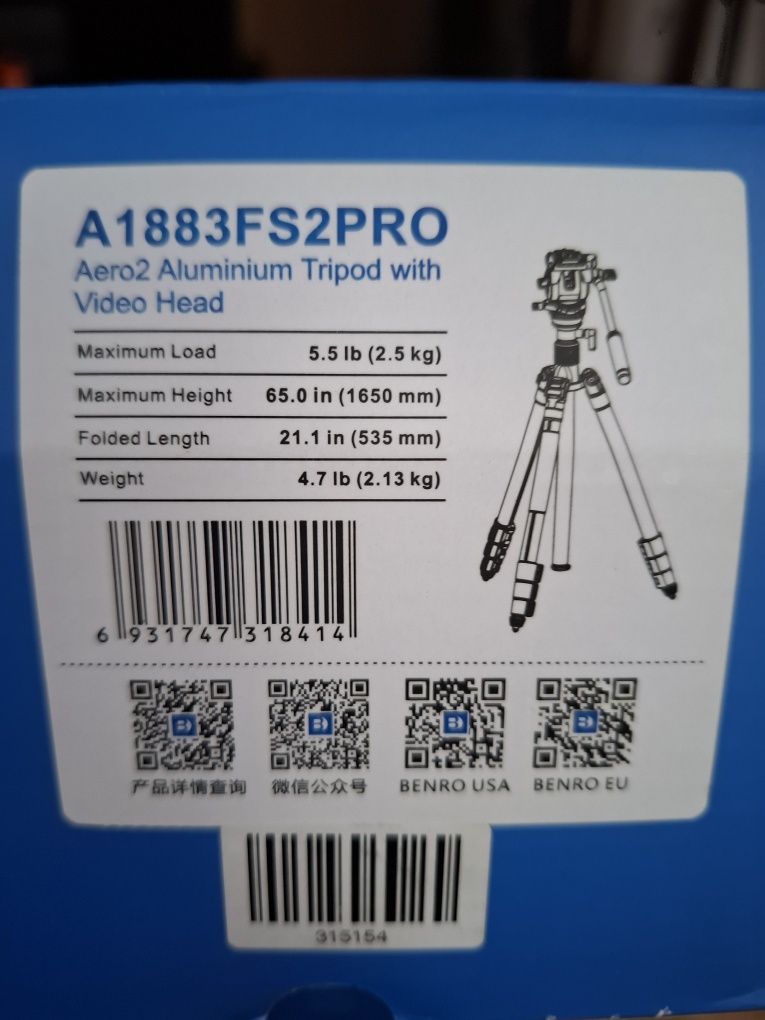 A1883FS2PRO
Aero2 Aluminium Tripod with
Video Head
Maximum Load 5.5 lb (2.5 kg)
Maximum Height 65.0 in (1650 mm)
Folded Length 21.1 in (535 mm)
Weight 4.7 lb (2.13 kg)
6 931747 318414
产品详情查询 微信公众号 BENRO USA BENRO EU
315154